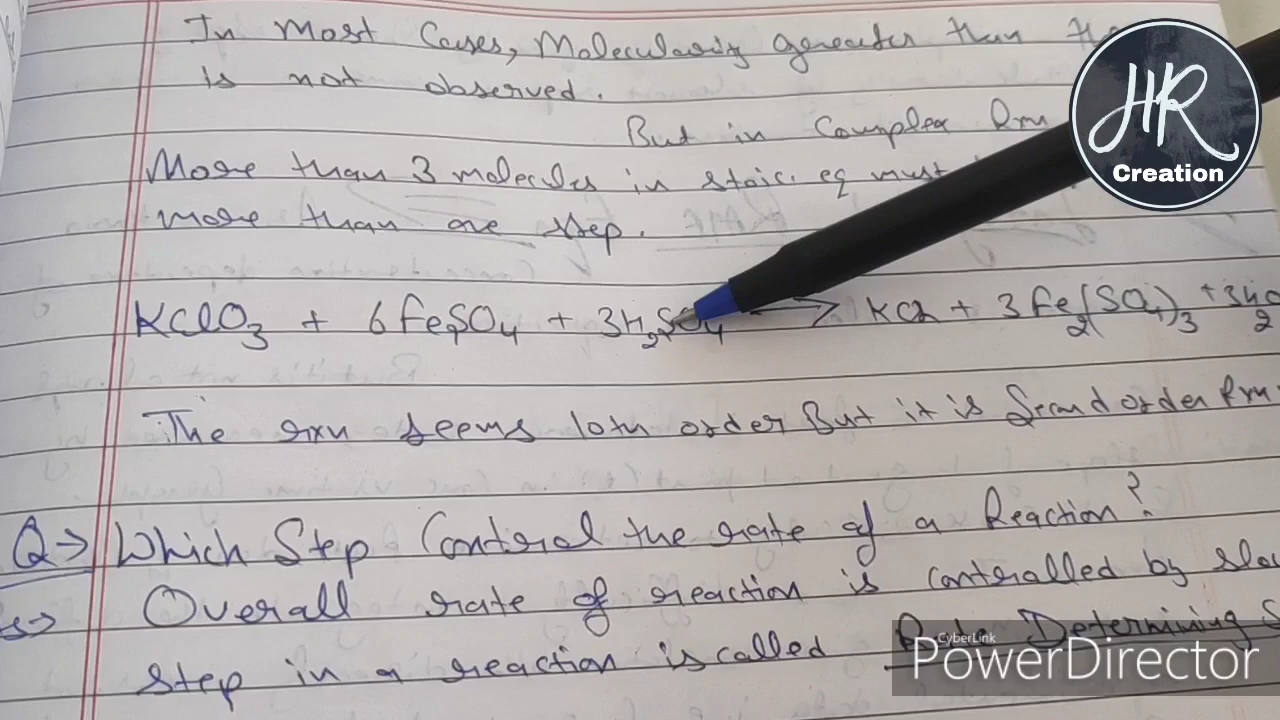 In Most Cases, Molecularity greater than
is not observed.
But in Complex Rxn
More than 3 molecules in stoic. eq must
more than one step.
KClO3 + 6FeSO4 + 3H2SO4 → KCl + 3Fe2(SO4)3 + 3H2O
The rxn seems 10th order But it is Second order Rxn
Q→ Which Step Control the rate of a Reaction?
Overall rate of reaction is controlled by
step in a reaction is called Rate Determining
HR
Creation
CyberLink
PowerDirector